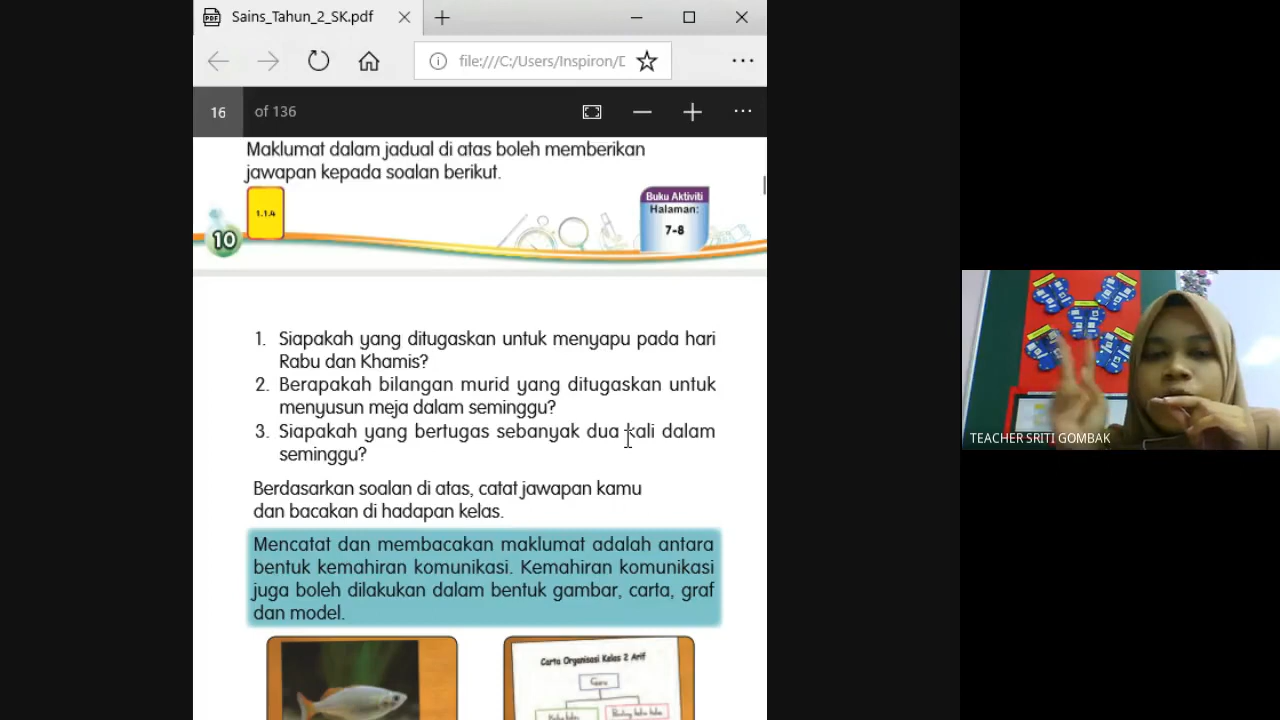 Sains_Tahun_2_SK.pdf
file:///C:/Users/Inspiron/D
16 of 136
Maklumat dalam jadual di atas boleh memberikan
jawapan kepada soalan berikut.
1.1.4
Buku Aktiviti
Halaman:
7-8
10
1. Siapakah yang ditugaskan untuk menyapu pada hari
Rabu dan Khamis?
2. Berapakah bilangan murid yang ditugaskan untuk
menyusun meja dalam seminggu?
3. Siapakah yang bertugas sebanyak dua kali dalam
seminggu?
Berdasarkan soalan di atas, catat jawapan kamu
dan bacakan di hadapan kelas.
Mencatat dan membacakan maklumat adalah antara
bentuk kemahiran komunikasi. Kemahiran komunikasi
juga boleh dilakukan dalam bentuk gambar, carta, graf
dan model.
Carta Organisasi Kelas 2 Arif
Guru
TEACHER SRITI GOMBAK